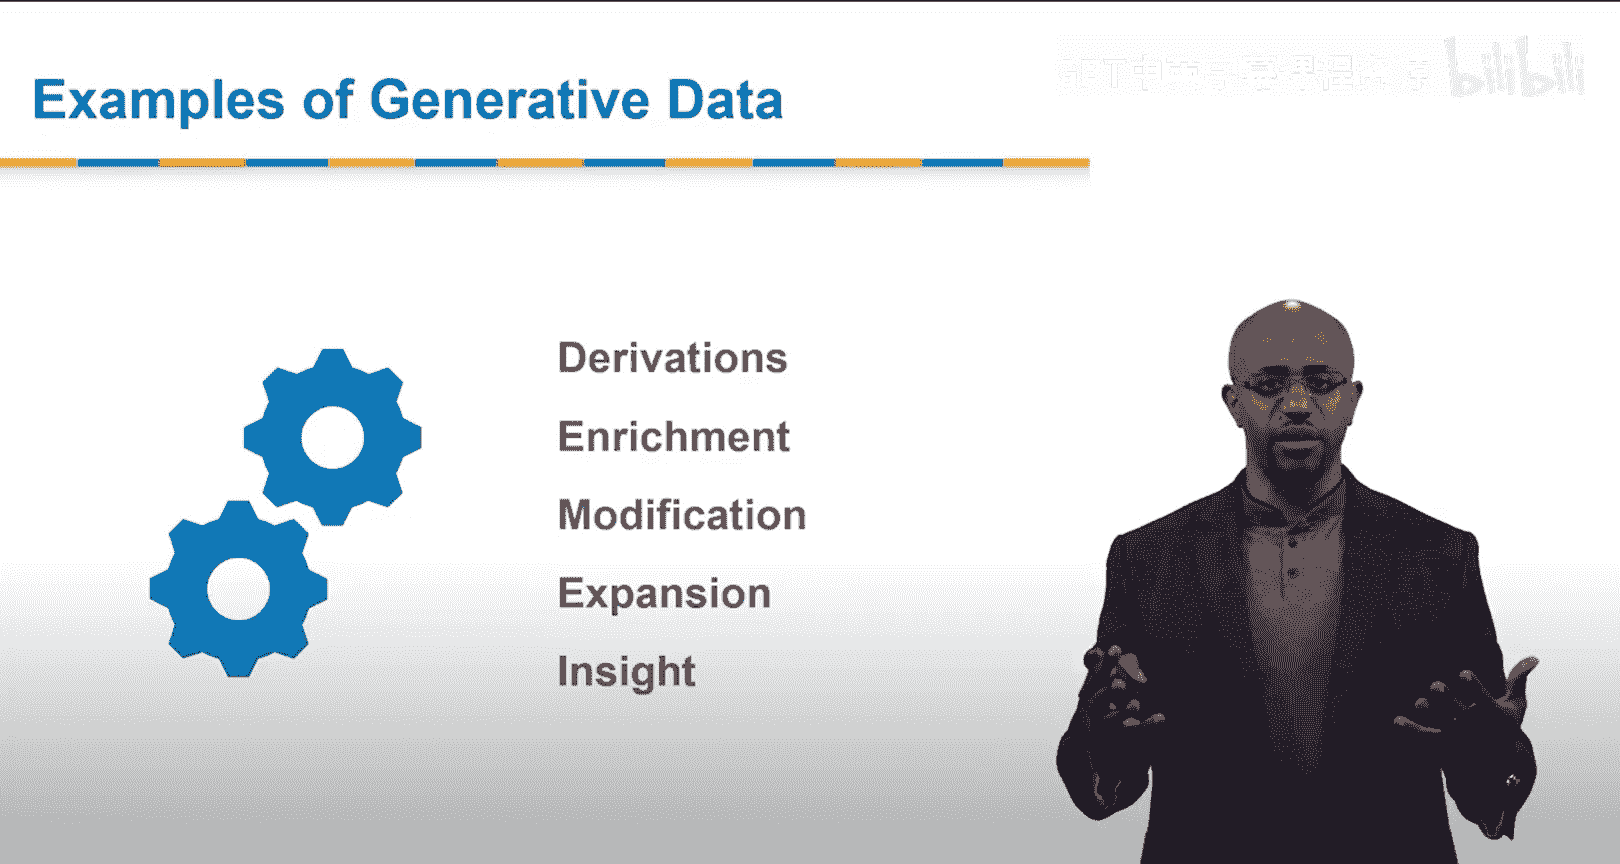 Examples of Generative Data
bilibili
Derivations
Enrichment
Modification
Expansion
Insight